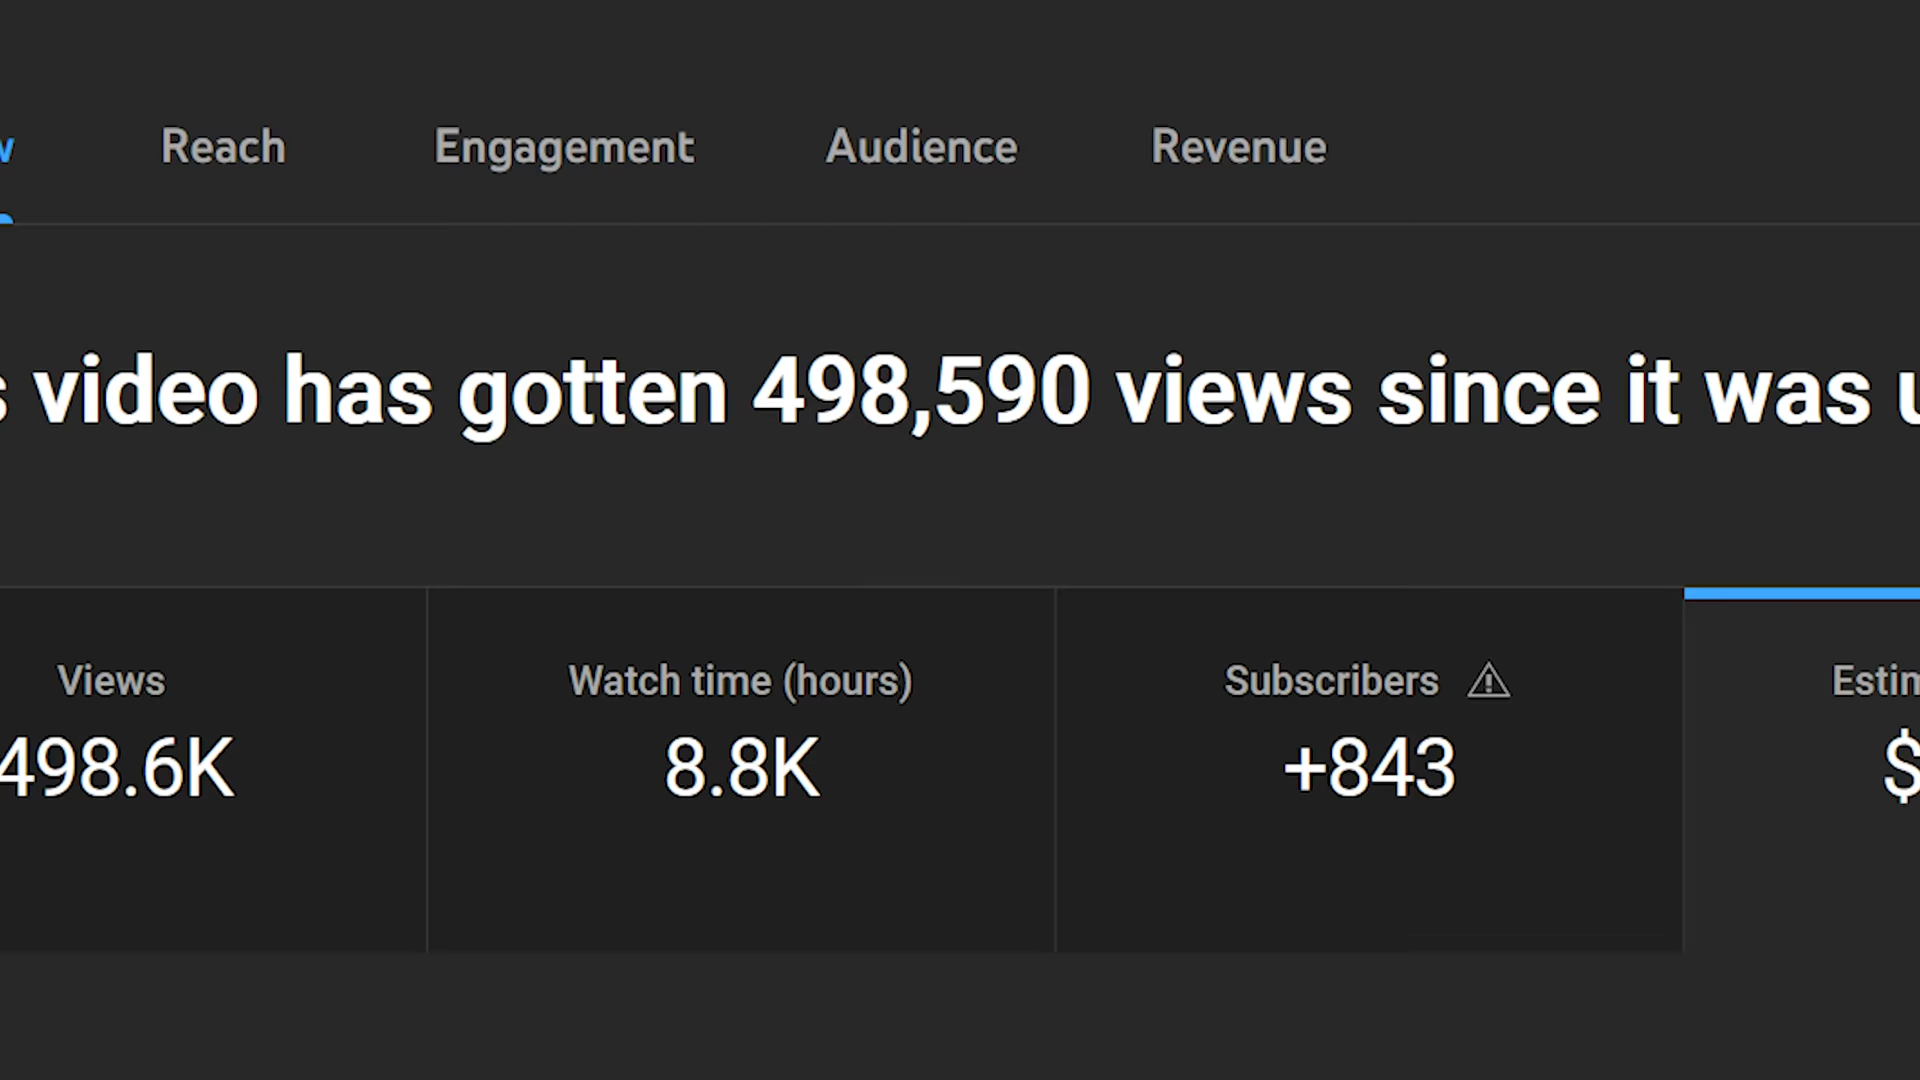 Reach Engagement Audience Revenue
video has gotten 498,590 views since it was
Views Watch time (hours) Subscribers
498.6K 8.8K +843 $